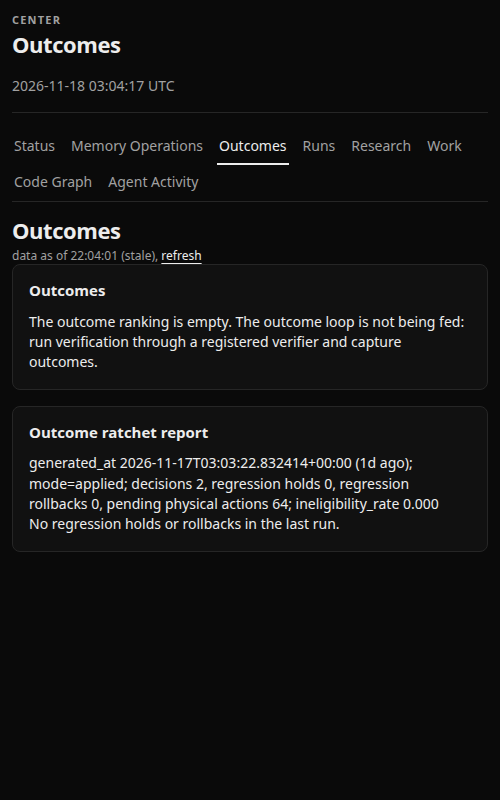 CENTER
Outcomes
2026-11-18 03:04:17 UTC
Status Memory Operations Outcomes Runs Research Work
Code Graph Agent Activity
Outcomes
data as of 22:04:01 (stale), refresh
Outcomes
The outcome ranking is empty. The outcome loop is not being fed:
run verification through a registered verifier and capture
outcomes.
Outcome ratchet report
generated_at 2026-11-17T03:03:22.832414+00:00 (1d ago);
mode=applied; decisions 2, regression holds 0, regression
rollbacks 0, pending physical actions 64; ineligibility_rate 0.000
No regression holds or rollbacks in the last run.